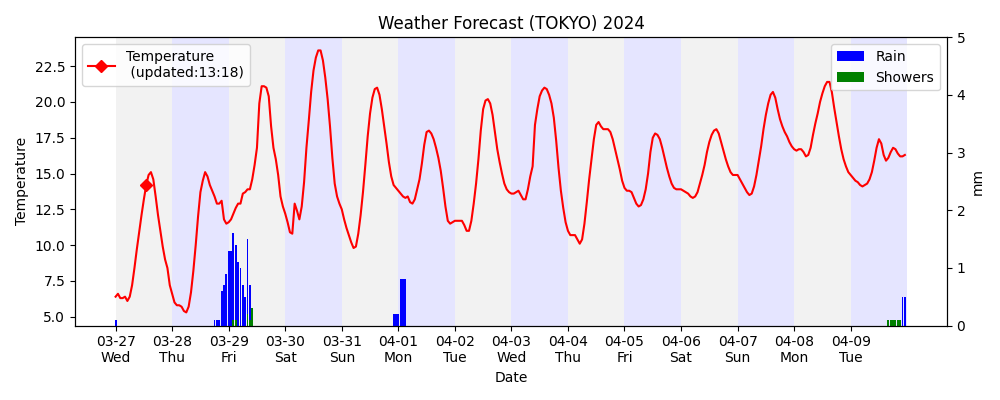 Weather Forecast (TOKYO) 2024
Temperature
(updated:13:18)
Rain
Showers
Temperature
22.5
20.0
17.5
15.0
12.5
10.0
7.5
5.0
5
4
3
2
1
0
mm
03-27 03-28 03-29 03-30 03-31 04-01 04-02 04-03 04-04 04-05 04-06 04-07 04-08 04-09
Wed Thu Fri Sat Sun Mon Tue Wed Thu Fri Sat Sun Mon Tue
Date